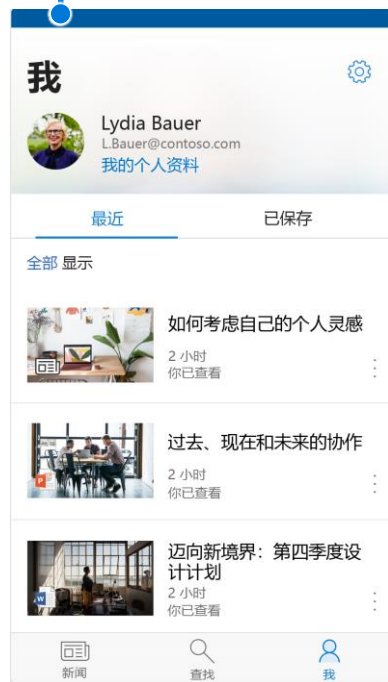 我
Lydia Bauer
L.Bauer@contoso.com
我的个人资料
最近 已保存
全部 显示
如何考虑自己的个人灵感
2 小时
你已查看
过去、现在和未来的协作
2 小时
你已查看
迈向新境界：第四季度设
计计划
2 小时
你已查看
新闻 查找 我